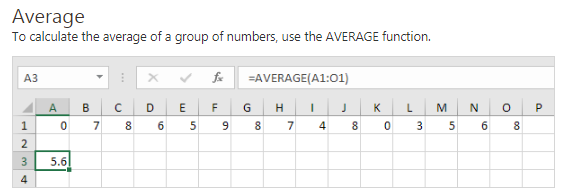 Average
To calculate the average of a group of numbers, use the AVERAGE function.
A3 fx =AVERAGE(A1:O1)
A B C D E F G H I J K L M N O P
1 0 7 8 6 5 9 8 7 4 8 0 3 5 6 8
2
3 5.6
4